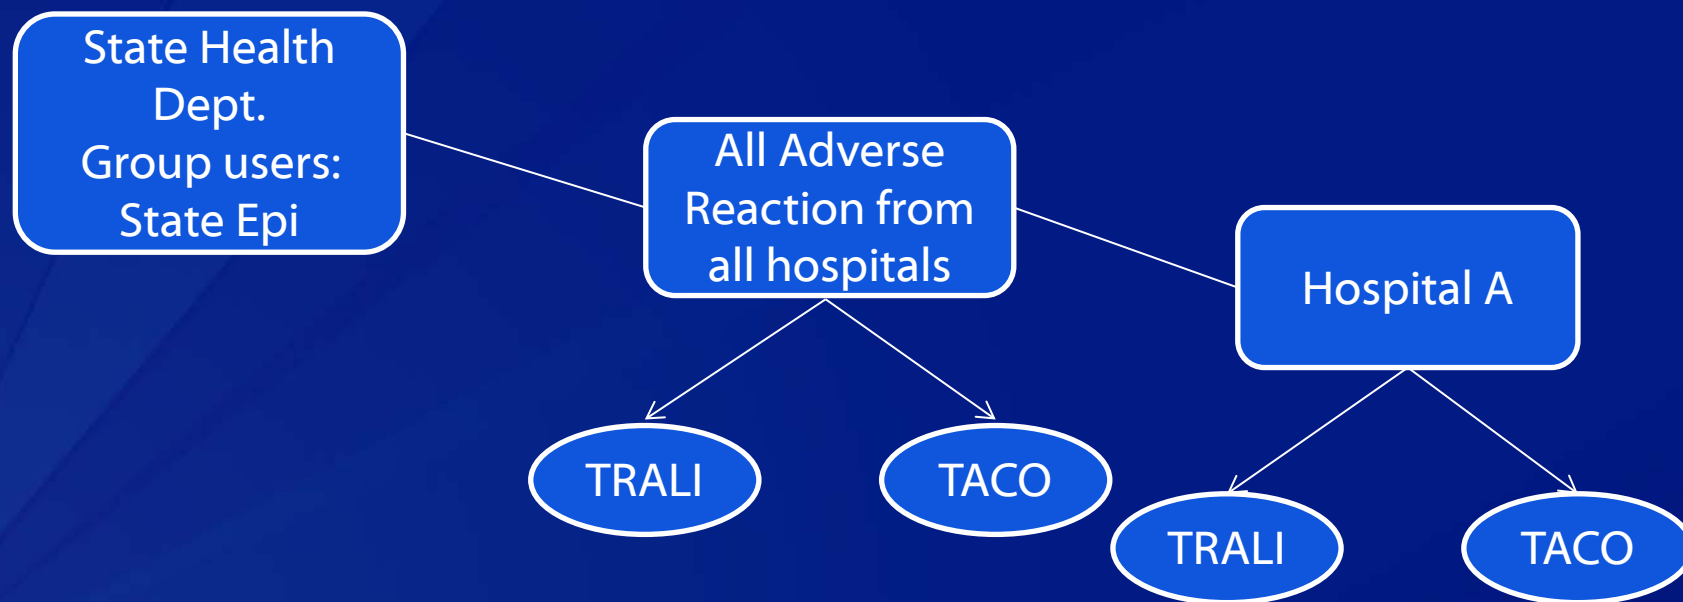 State Health
Dept.
Group users:
State Epi
All Adverse
Reaction from
all hospitals
Hospital A
TRALI
TACO
TRALI
TACO